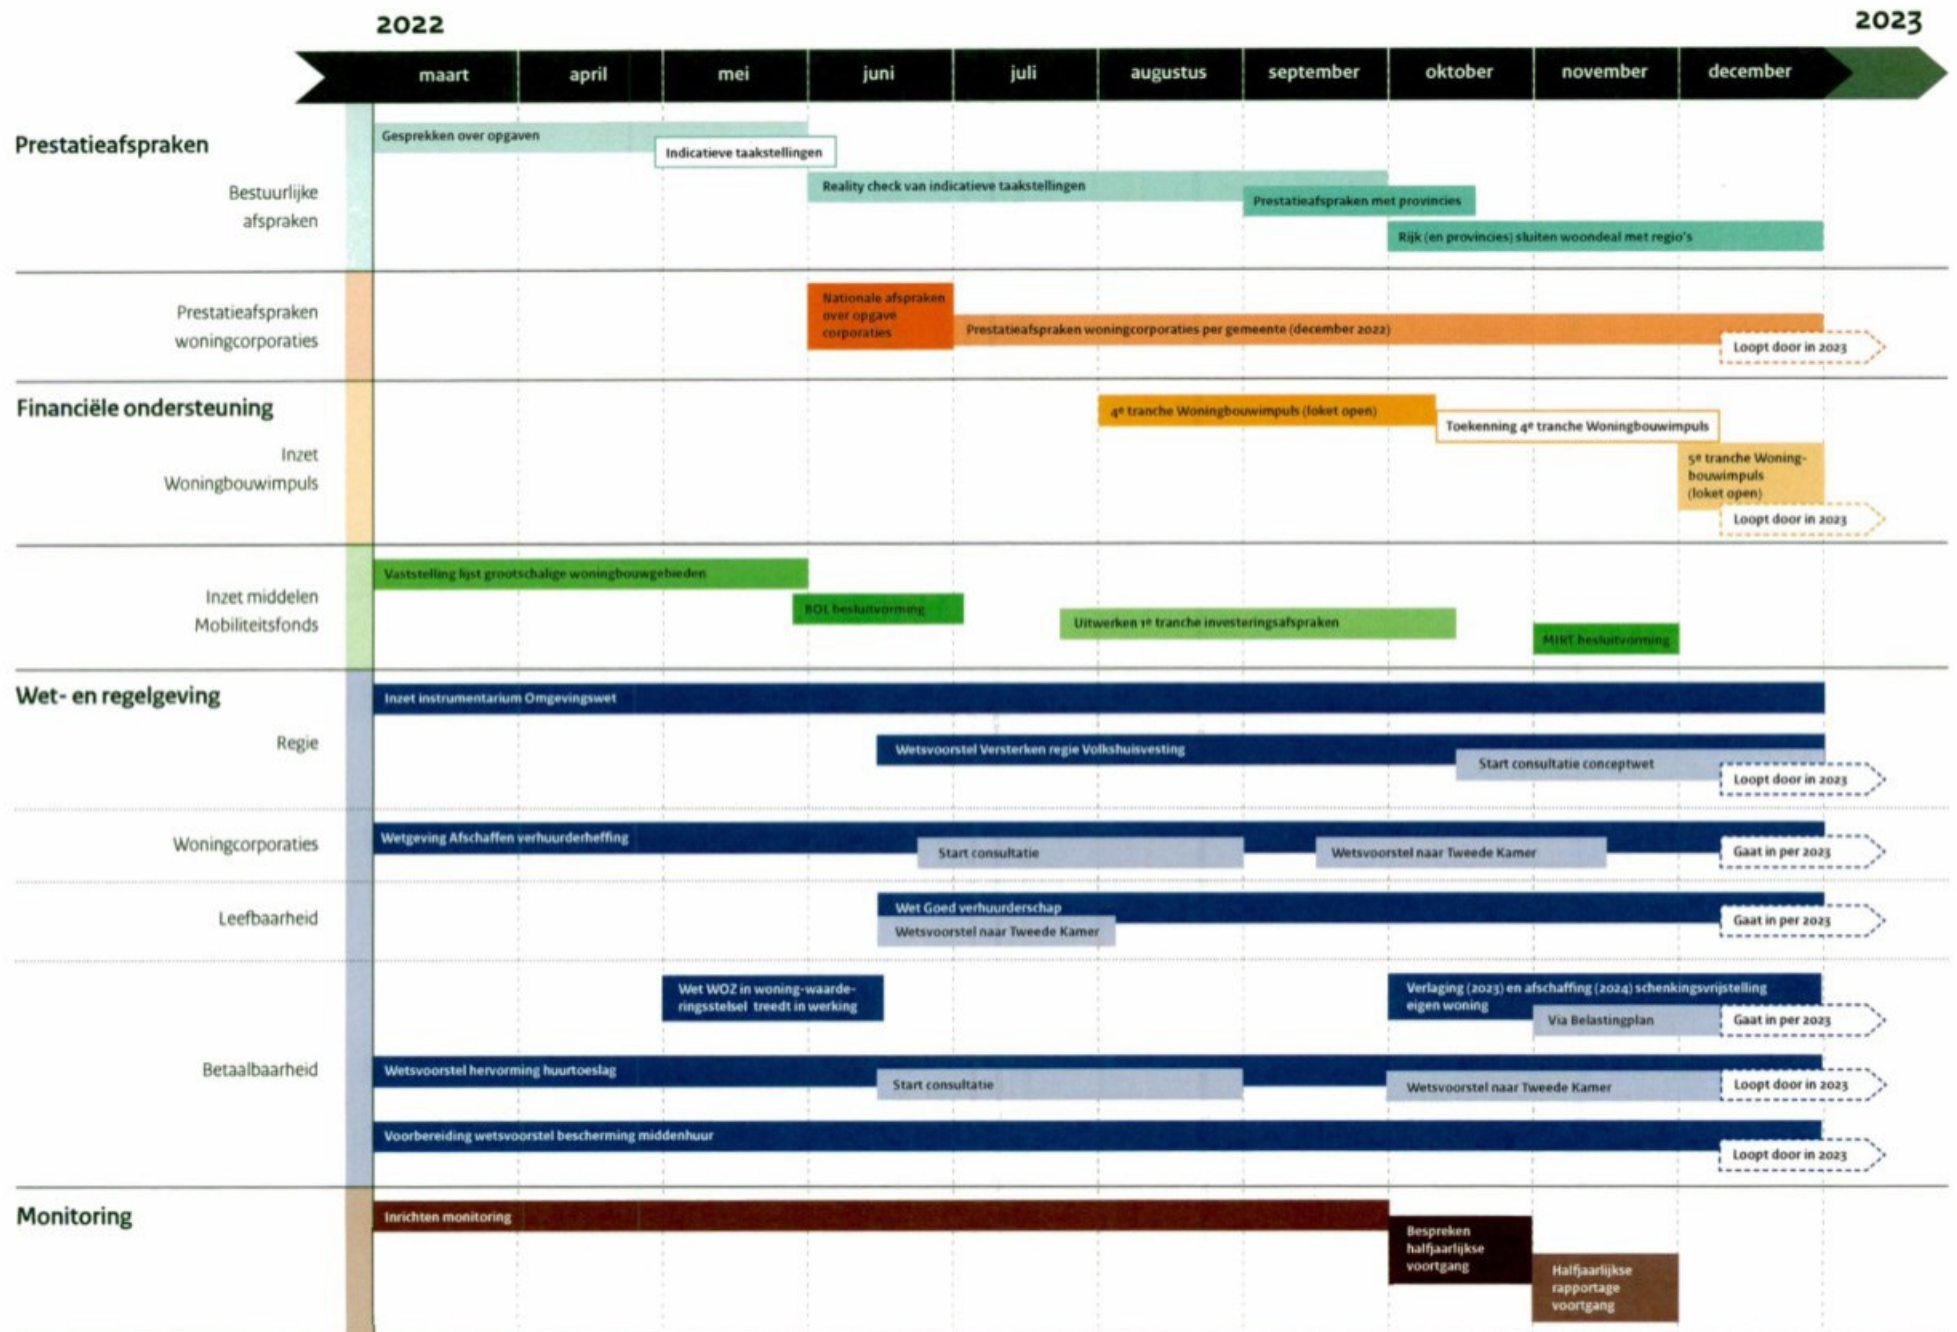 2022
2023
maart april mei juni juli augustus september oktober november december
Prestatieafspraken
Bestuurlijke
afspraken
Gesprekken over opgaven
Indicatieve taakstellingen
Reality check van indicatieve taakstellingen
Prestatieafspraken met provincies
Rijk (en provincies) sluiten woondeal met regio's
Prestatieafspraken
woningcorporaties
Nationale afspraken
over opgave
corporaties
Prestatieafspraken woningcorporaties per gemeente (december 2022)
Loopt door in 2023
Financiële ondersteuning
Inzet
Woningbouwimpuls
4e tranche Woningbouwimpuls (loket open)
Toekenning 4e tranche Woningbouwimpuls
5e tranche Woning-
bouwimpuls
(loket open)
Loopt door in 2023
Inzet middelen
Mobiliteitsfonds
Vaststelling lijst grootschalige woningbouwgebieden
BOL besluitvorming
Uitwerken 1e tranche investeringsafspraken
MIRT besluitvorming
Wet- en regelgeving
Regie
Inzet instrumentarium Omgevingswet
Wetsvoorstel Versterken regie Volkshuisvesting
Start consultatie conceptwet
Loopt door in 2023
Woningcorporaties
Wetgeving Afschaffen verhuurderheffing
Start consultatie
Wetsvoorstel naar Tweede Kamer
Gaat in per 2023
Leefbaarheid
Wet Goed verhuurderschap
Wetsvoorstel naar Tweede Kamer
Gaat in per 2023
Betaalbaarheid
Wet WOZ in woning-waarde-
ringsstelsel treedt in werking
Verlaging (2023) en afschaffing (2024) schenkingsvrijstelling
eigen woning
Via Belastingplan
Gaat in per 2023
Wetsvoorstel hervorming huurtoeslag
Start consultatie
Wetsvoorstel naar Tweede Kamer
Loopt door in 2023
Voorbereiding wetsvoorstel bescherming middenhuur
Loopt door in 2023
Monitoring
Inrichten monitoring
Bespreken
halfjaarlijkse
voortgang
Halfjaarlijkse
rapportage
voortgang